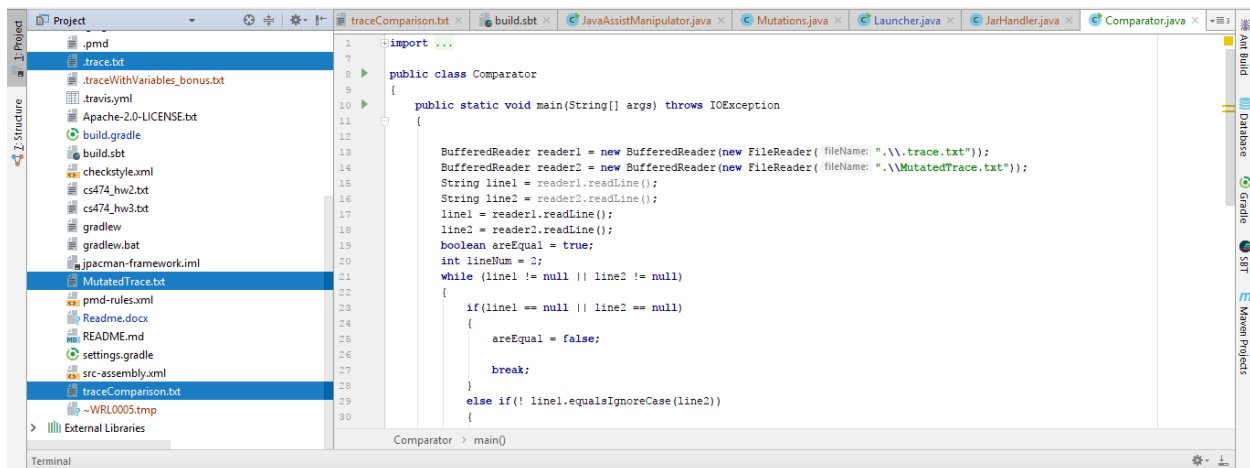 1: Project
Z: Structure
Project
.pmd
.trace.txt
.traceWithVariables_bonus.txt
.travis.yml
Apache-2.0-LICENSE.txt
build.gradle
build.sbt
checkstyle.xml
cs474_hw2.txt
cs474_hw3.txt
gradlew
gradlew.bat
jpacman-framework.iml
MutatedTrace.txt
pmd-rules.xml
Readme.docx
README.md
settings.gradle
src-assembly.xml
traceComparison.txt
~WRL0005.tmp
External Libraries
Terminal
traceComparison.txt
build.sbt
JavaAssistManipulator.java
Mutations.java
Launcher.java
JarHandler.java
Comparator.java
1 import ...
7
8 public class Comparator
9 {
10 public static void main(String[] args) throws IOException
11 {
12
13 BufferedReader reader1 = new BufferedReader(new FileReader( fileName: ".\\.trace.txt"));
14 BufferedReader reader2 = new BufferedReader(new FileReader( fileName: ".\\MutatedTrace.txt"));
15 String line1 = reader1.readLine();
16 String line2 = reader2.readLine();
17 line1 = reader1.readLine();
18 line2 = reader2.readLine();
19 boolean areEqual = true;
20 int lineNum = 2;
21 while (line1 != null || line2 != null)
22 {
23 if(line1 == null || line2 == null)
24 {
25 areEqual = false;
26
27 break;
28 }
29 else if(! line1.equalsIgnoreCase(line2))
30 {
Comparator > main()
Ant Build
Database
Gradle
SBT
Maven Projects